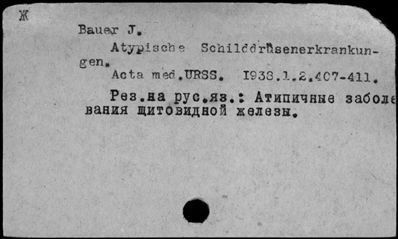 Ж
Bauer J.
Atypische Schilddrüsenerkrankun-
gen.
Acta med.URSS. 1938.1.2.407-411.
Рез.на рус.яз.: Атипичные заболе
вания щитовидной железы.